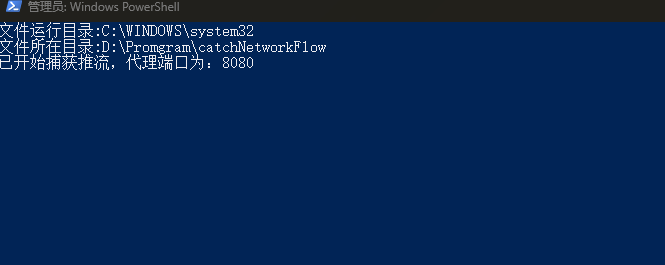 管理员: Windows PowerShell
文件运行目录:C:\WINDOWS\system32
文件所在目录:D:\Promgram\catchNetworkFlow
已开始捕获推流，代理端口为：8080